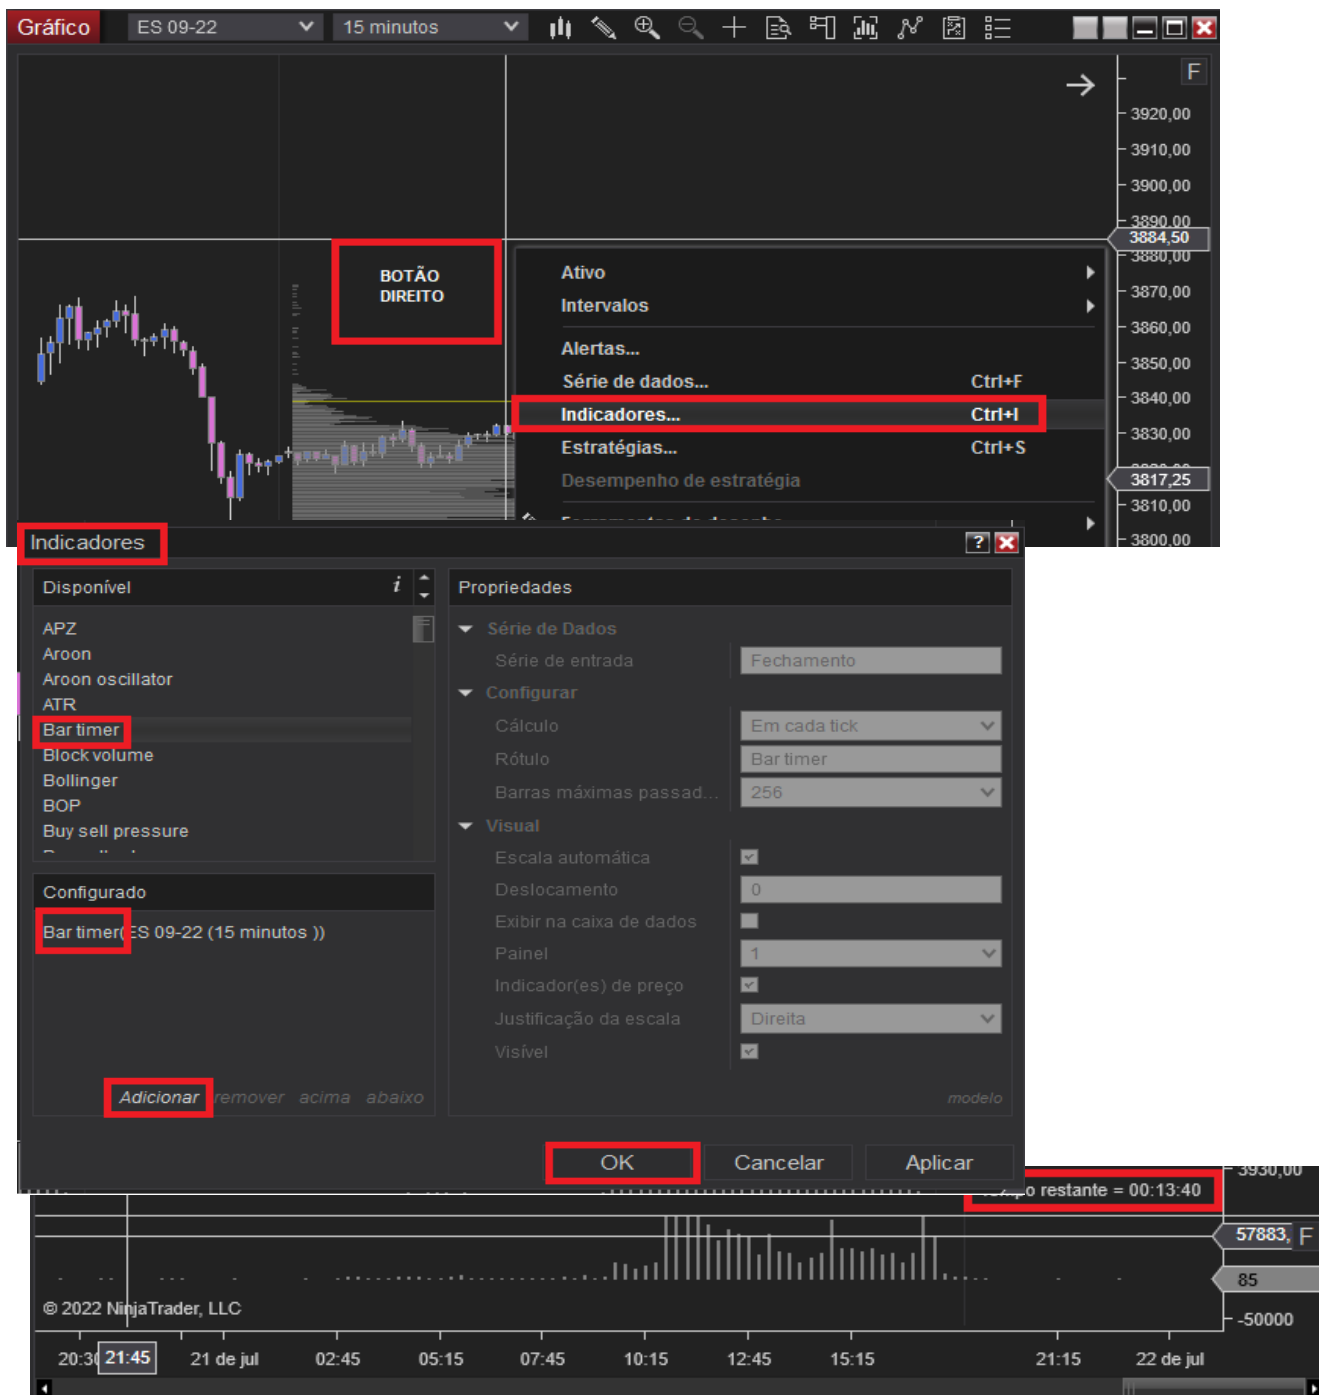 Gráfico ES 09-22 15 minutos
F
3920,00
3910,00
3900,00
3890,00
3884,50
3880,00
BOTÃO
DIREITO
Ativo
Intervalos
Alertas...
Série de dados... Ctrl+F
Indicadores... Ctrl+I
Estratégias... Ctrl+S
Desempenho de estratégia
3870,00
3860,00
3850,00
3840,00
3830,00
3817,25
3810,00
3800,00
Indicadores ?
Disponível i
APZ
Aroon
Aroon oscillator
ATR
Bar timer
Block volume
Bollinger
BOP
Buy sell pressure
Configurado
Bar timer(ES 09-22 (15 minutos ))
Adicionar remover acima abaixo
Propriedades
Série de Dados
Série de entrada Fechamento
Configurar
Cálculo Em cada tick
Rótulo Bar timer
Barras máximas passad... 256
Visual
Escala automática
Deslocamento 0
Exibir na caixa de dados
Painel 1
Indicador(es) de preço
Justificação da escala Direita
Visível
modelo
OK Cancelar Aplicar
3930,00
restante = 00:13:40
57883, F
85
-50000
© 2022 NinjaTrader, LLC
20:3 21:45 21 de jul 02:45 05:15 07:45 10:15 12:45 15:15 21:15 22 de jul